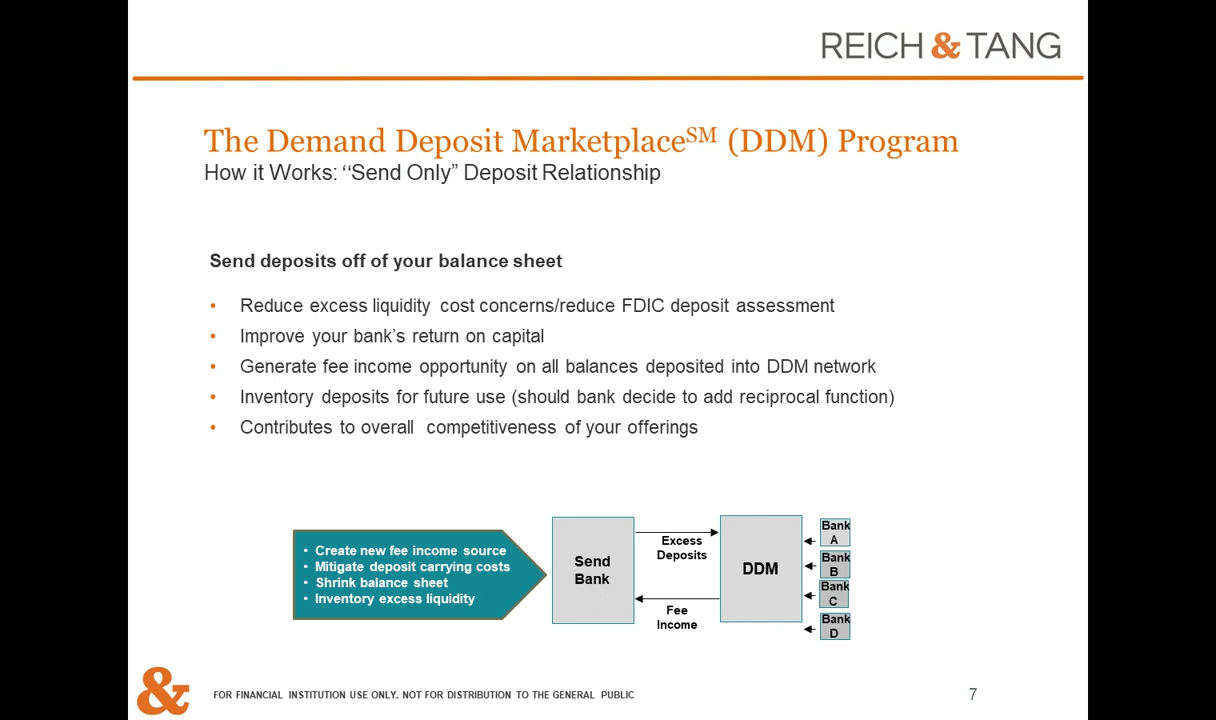 REICH & TANG
The Demand Deposit Marketplace℠ (DDM) Program
How it Works: “Send Only” Deposit Relationship
Send deposits off of your balance sheet
• Reduce excess liquidity cost concerns/reduce FDIC deposit assessment
• Improve your bank’s return on capital
• Generate fee income opportunity on all balances deposited into DDM network
• Inventory deposits for future use (should bank decide to add reciprocal function)
• Contributes to overall competitiveness of your offerings
• Create new fee income source
• Mitigate deposit carrying costs
• Shrink balance sheet
• Inventory excess liquidity
Send
Bank
Excess
Deposits
Fee
Income
DDM
Bank
A
Bank
B
Bank
C
Bank
D
&
FOR FINANCIAL INSTITUTION USE ONLY. NOT FOR DISTRIBUTION TO THE GENERAL PUBLIC
7